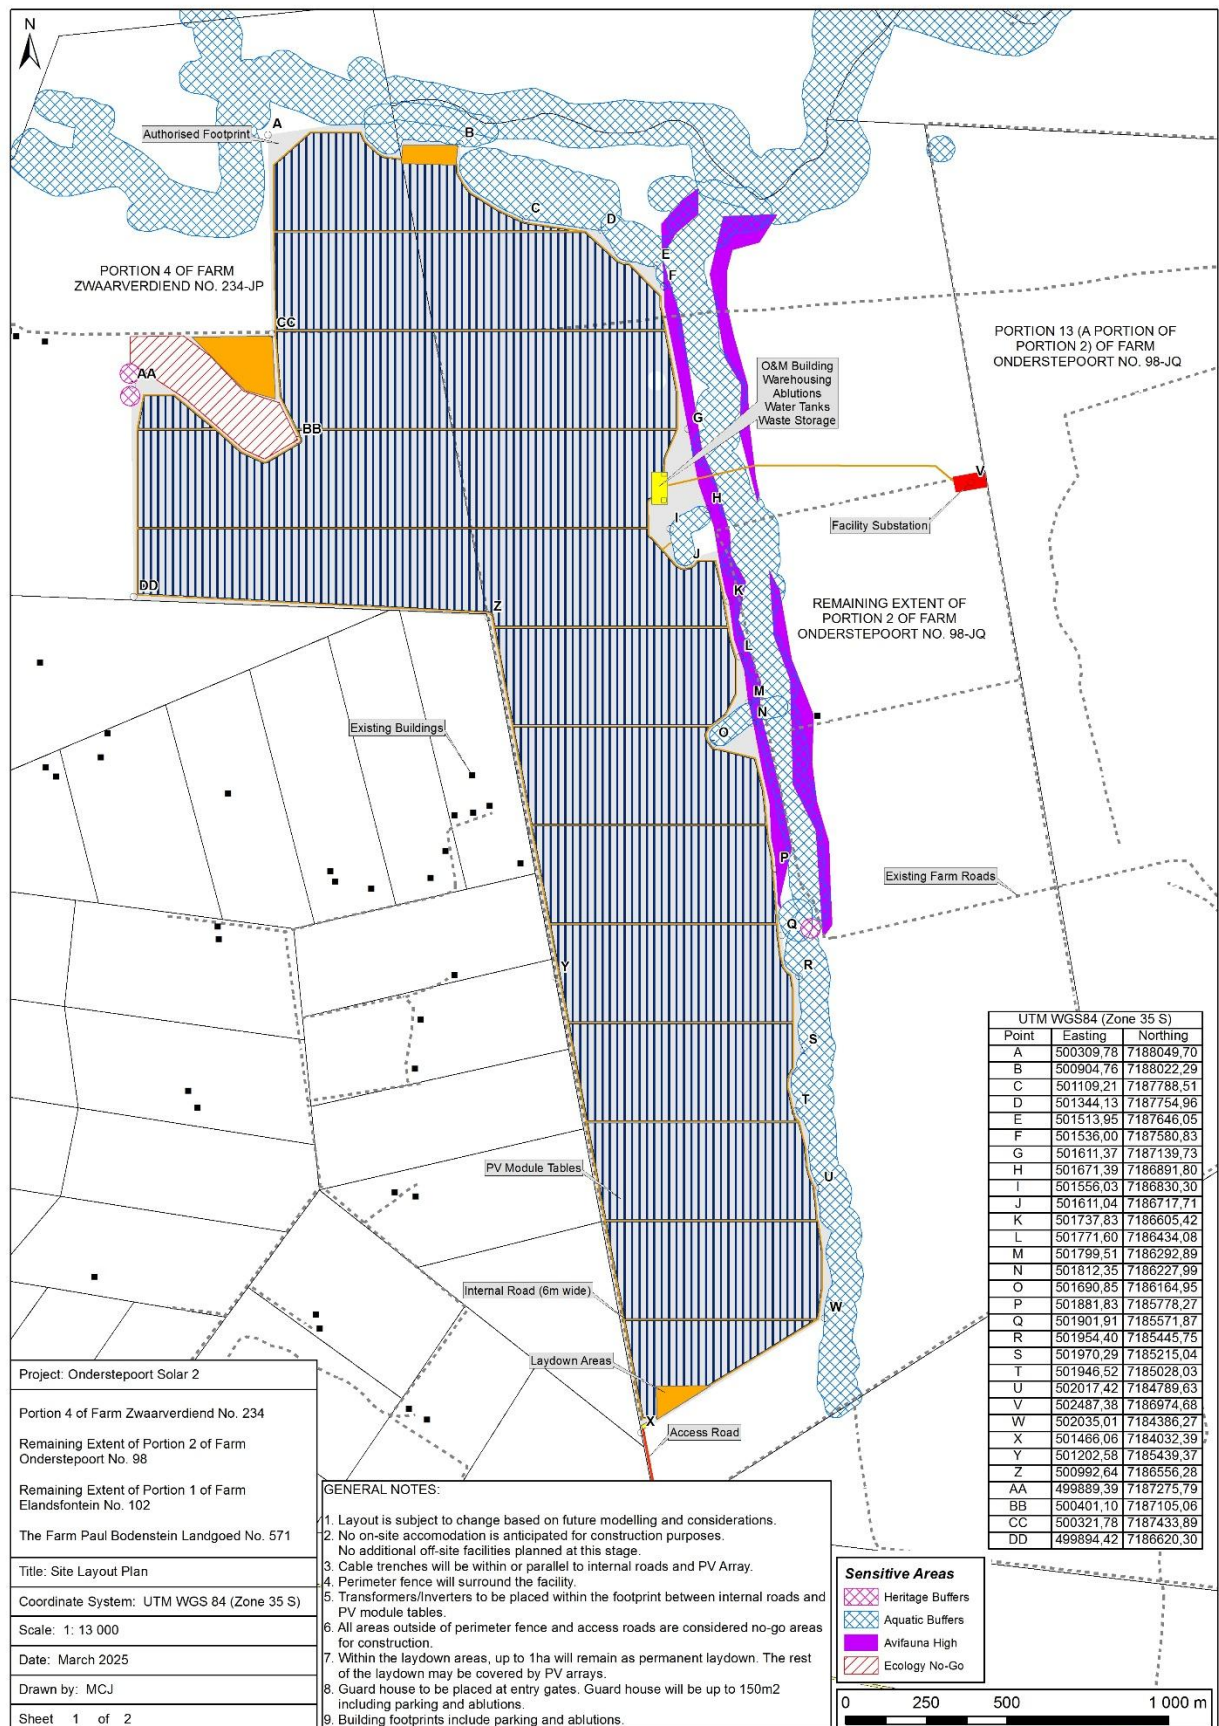 N
A
Authorised Footprint
B
C
D
E
F
PORTION 4 OF FARM
ZWAARVERDIEND NO. 234-JP
CC
PORTION 13 (A PORTION OF
PORTION 2) OF FARM
ONDERSTEPOORT NO. 98-JQ
O&M Building
Warehousing
Ablutions
Water Tanks
Waste Storage
AA
G
BB
V
H
I
Facility Substation
J
DD
K
Z
REMAINING EXTENT OF
PORTION 2 OF FARM
ONDERSTEPOORT NO. 98-JQ
L
M
N
O
Existing Buildings
P
Existing Farm Roads
Q
Y
R
S
T
PV Module Tables
U
Internal Road (6m wide)
W
Laydown Areas
X
Access Road
UTM WGS84 (Zone 35 S)
Point Easting Northing
A 500309,78 7188049,70
B 500904,76 7188022,29
C 501109,21 7187788,51
D 501344,13 7187754,96
E 501513,95 7187646,05
F 501536,00 7187580,83
G 501611,37 7187139,73
H 501671,39 7186891,80
I 501556,03 7186830,30
J 501611,04 7186717,71
K 501737,83 7186605,42
L 501771,60 7186434,08
M 501799,51 7186292,89
N 501812,35 7186227,99
O 501690,85 7186164,95
P 501881,83 7185778,27
Q 501901,91 7185571,87
R 501954,40 7185445,75
S 501970,29 7185215,04
T 501946,52 7185028,03
U 502017,42 7184789,63
V 502487,38 7186974,68
W 502035,01 7184386,27
X 501466,06 7184032,39
Y 501202,58 7185439,37
Z 500992,64 7186556,28
AA 499889,39 7187275,79
BB 500401,10 7187105,06
CC 500321,78 7187433,89
DD 499894,42 7186620,30
Project: Onderstepoort Solar 2
Portion 4 of Farm Zwaarverdiend No. 234
Remaining Extent of Portion 2 of Farm
Onderstepoort No. 98
Remaining Extent of Portion 1 of Farm
Elandsfontein No. 102
The Farm Paul Bodenstein Landgoed No. 571
Title: Site Layout Plan
Coordinate System: UTM WGS 84 (Zone 35 S)
Scale: 1: 13 000
Date: March 2025
Drawn by: MCJ
Sheet 1 of 2
GENERAL NOTES:
1. Layout is subject to change based on future modelling and considerations.
2. No on-site accomodation is anticipated for construction purposes.
No additional off-site facilities planned at this stage.
3. Cable trenches will be within or parallel to internal roads and PV Array.
4. Perimeter fence will surround the facility.
5. Transformers/Inverters to be placed within the footprint between internal roads and
PV module tables.
6. All areas outside of perimeter fence and access roads are considered no-go areas
for construction.
7. Within the laydown areas, up to 1ha will remain as permanent laydown. The rest
of the laydown may be covered by PV arrays.
8. Guard house to be placed at entry gates. Guard house will be up to 150m2
including parking and ablutions.
9. Building footprints include parking and ablutions.
Sensitive Areas
Heritage Buffers
Aquatic Buffers
Avifauna High
Ecology No-Go
0 250 500 1 000 m